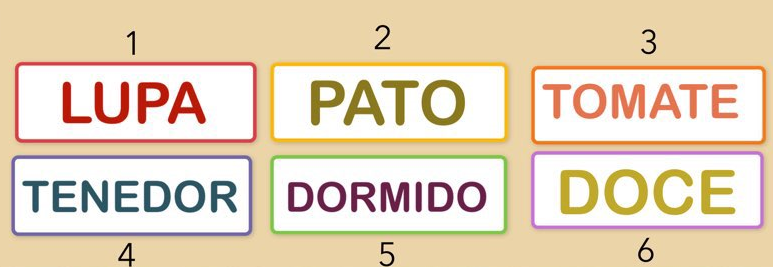 1 2 3
LUPA PATO TOMATE
TENEDOR DORMIDO DOCE
4 5 6